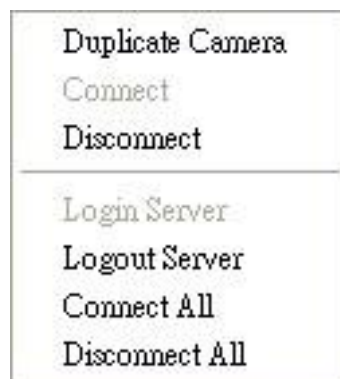 Duplicate Camera
Connect
Disconnect
Login Server
Logout Server
Connect All
Disconnect All